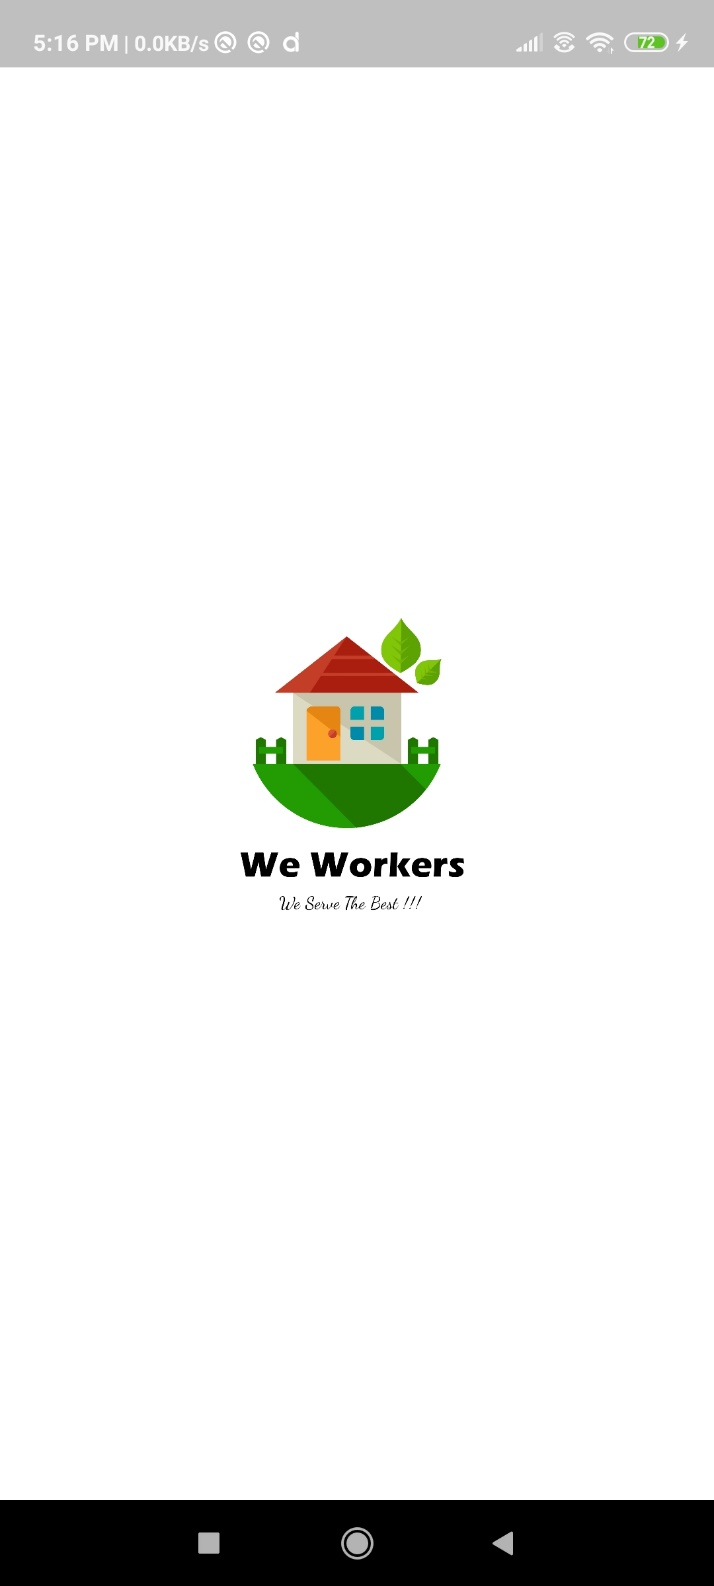 5:16 PM | 0.0KB/s d
72
We Workers
We Serve The Best !!!